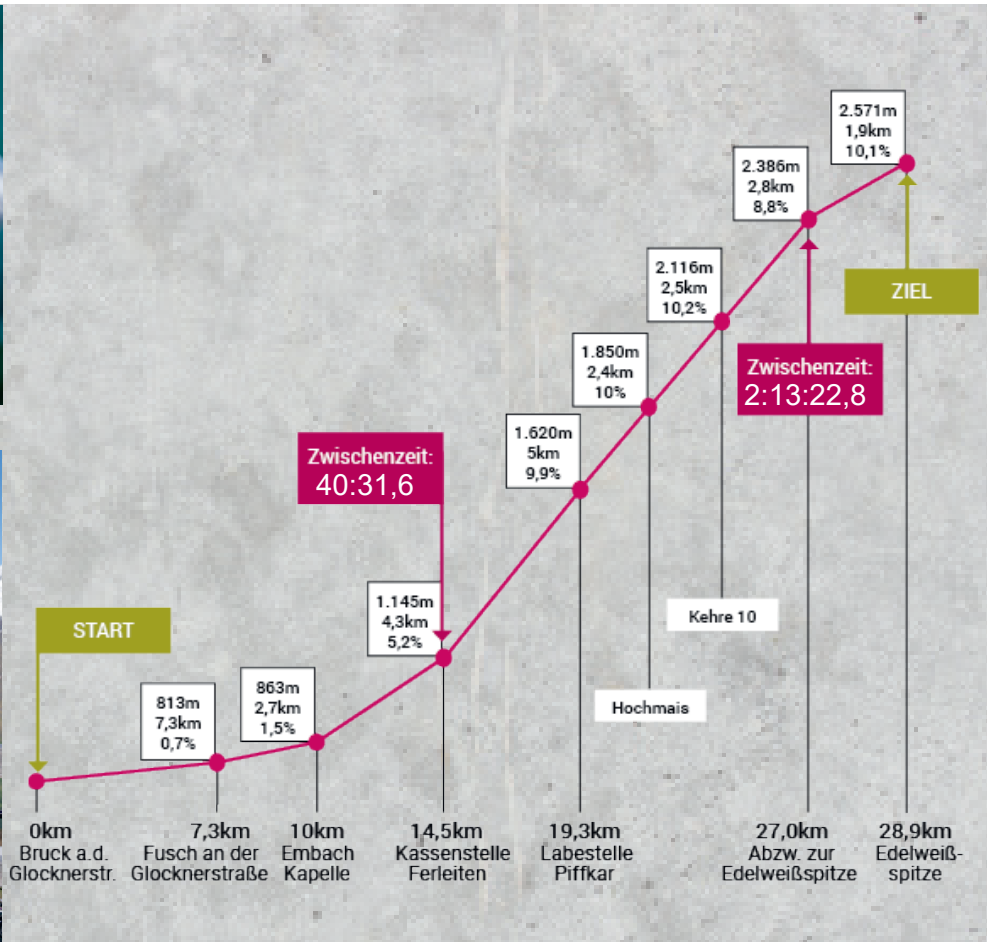 2.571m
1,9km
10,1%
2.386m
2,8km
8,8%
ZIEL
2.116m
2,5km
10,2%
1.850m
2,4km
10%
Zwischenzeit:
2:13:22,8
1.620m
5km
9,9%
Zwischenzeit:
40:31,6
1.145m
4,3km
5,2%
Kehre 10
START
813m
7,3km
0,7%
863m
2,7km
1,5%
Hochmais
0km
Bruck a.d.
Glocknerstr.
7,3km
Fusch an der
Glocknerstraße
10km
Embach
Kapelle
14,5km
Kassenstelle
Ferleiten
19,3km
Labestelle
Piffkar
27,0km
Abzw. zur
Edelweißspitze
28,9km
Edelweiß-
spitze